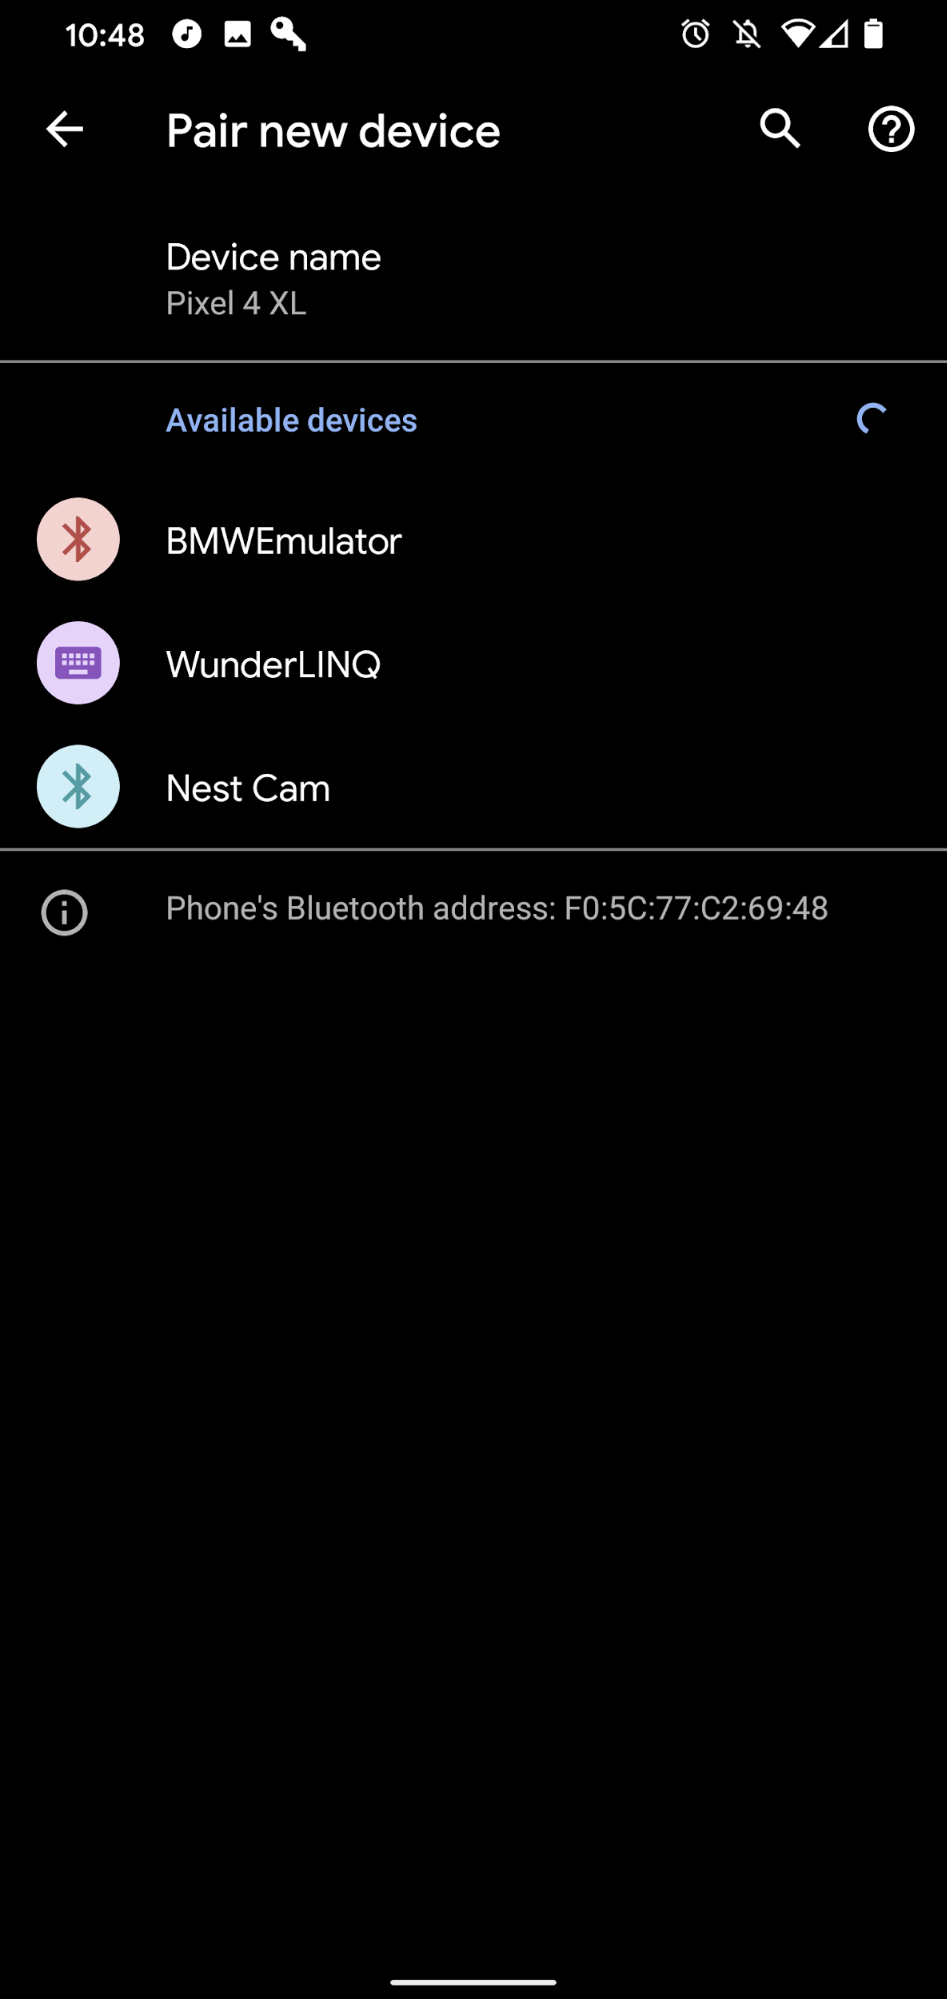 10:48
Pair new device
Device name
Pixel 4 XL
Available devices
BMWEmulator
WunderLINQ
Nest Cam
Phone's Bluetooth address: F0:5C:77:C2:69:48